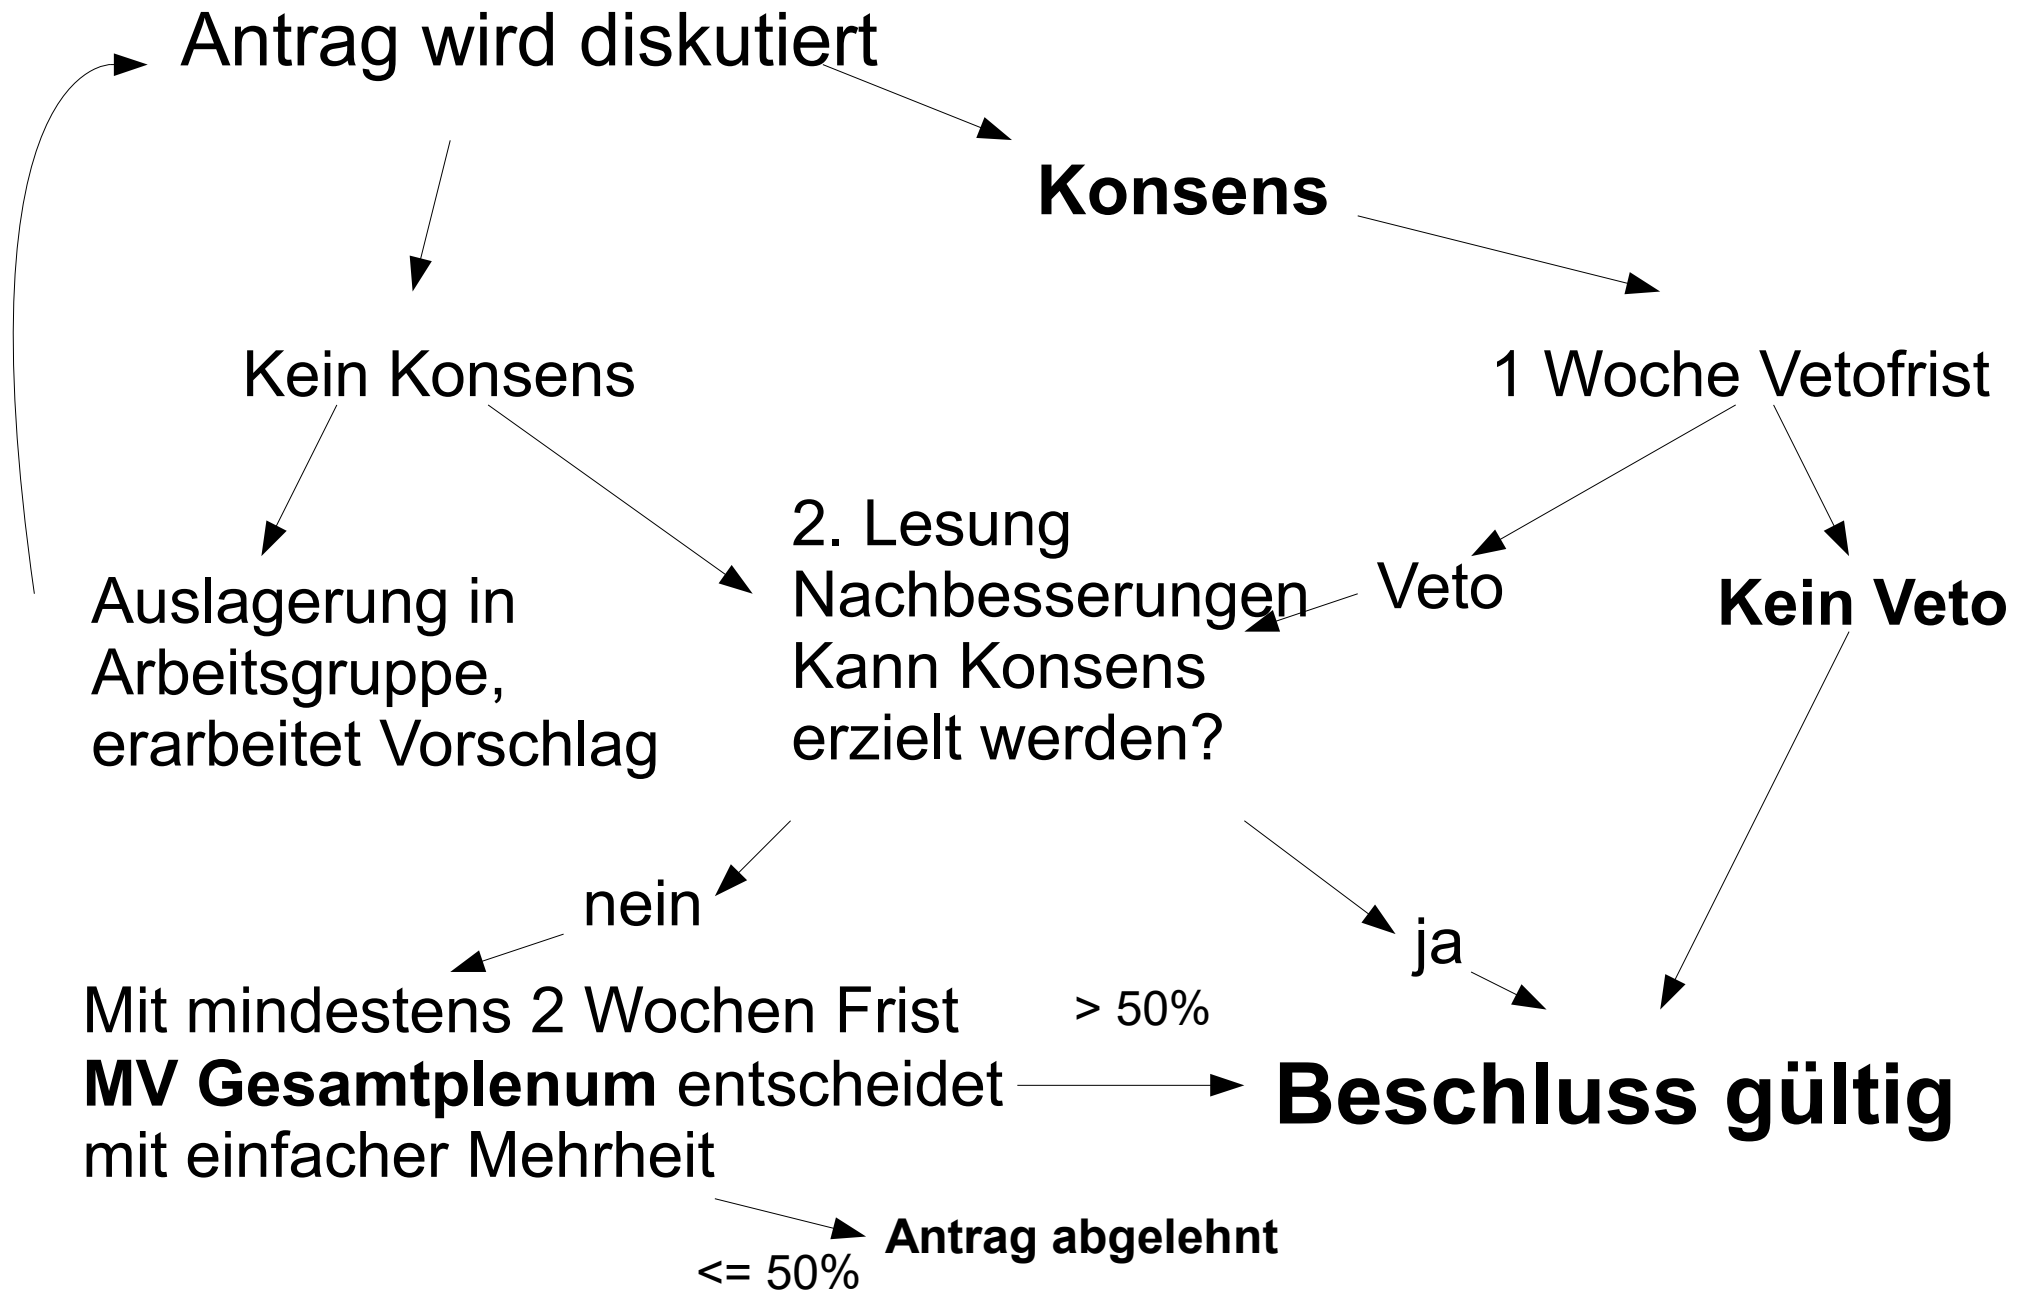 Antrag wird diskutiert
Konsens
Kein Konsens
1 Woche Vetofrist
Auslagerung in
Arbeitsgruppe,
erarbeitet Vorschlag
2. Lesung
Nachbesserungen
Kann Konsens
erzielt werden?
Veto
Kein Veto
nein
ja
Mit mindestens 2 Wochen Frist
MV Gesamtplenum entscheidet
mit einfacher Mehrheit
> 50%
Beschluss gültig
Antrag abgelehnt
<= 50%